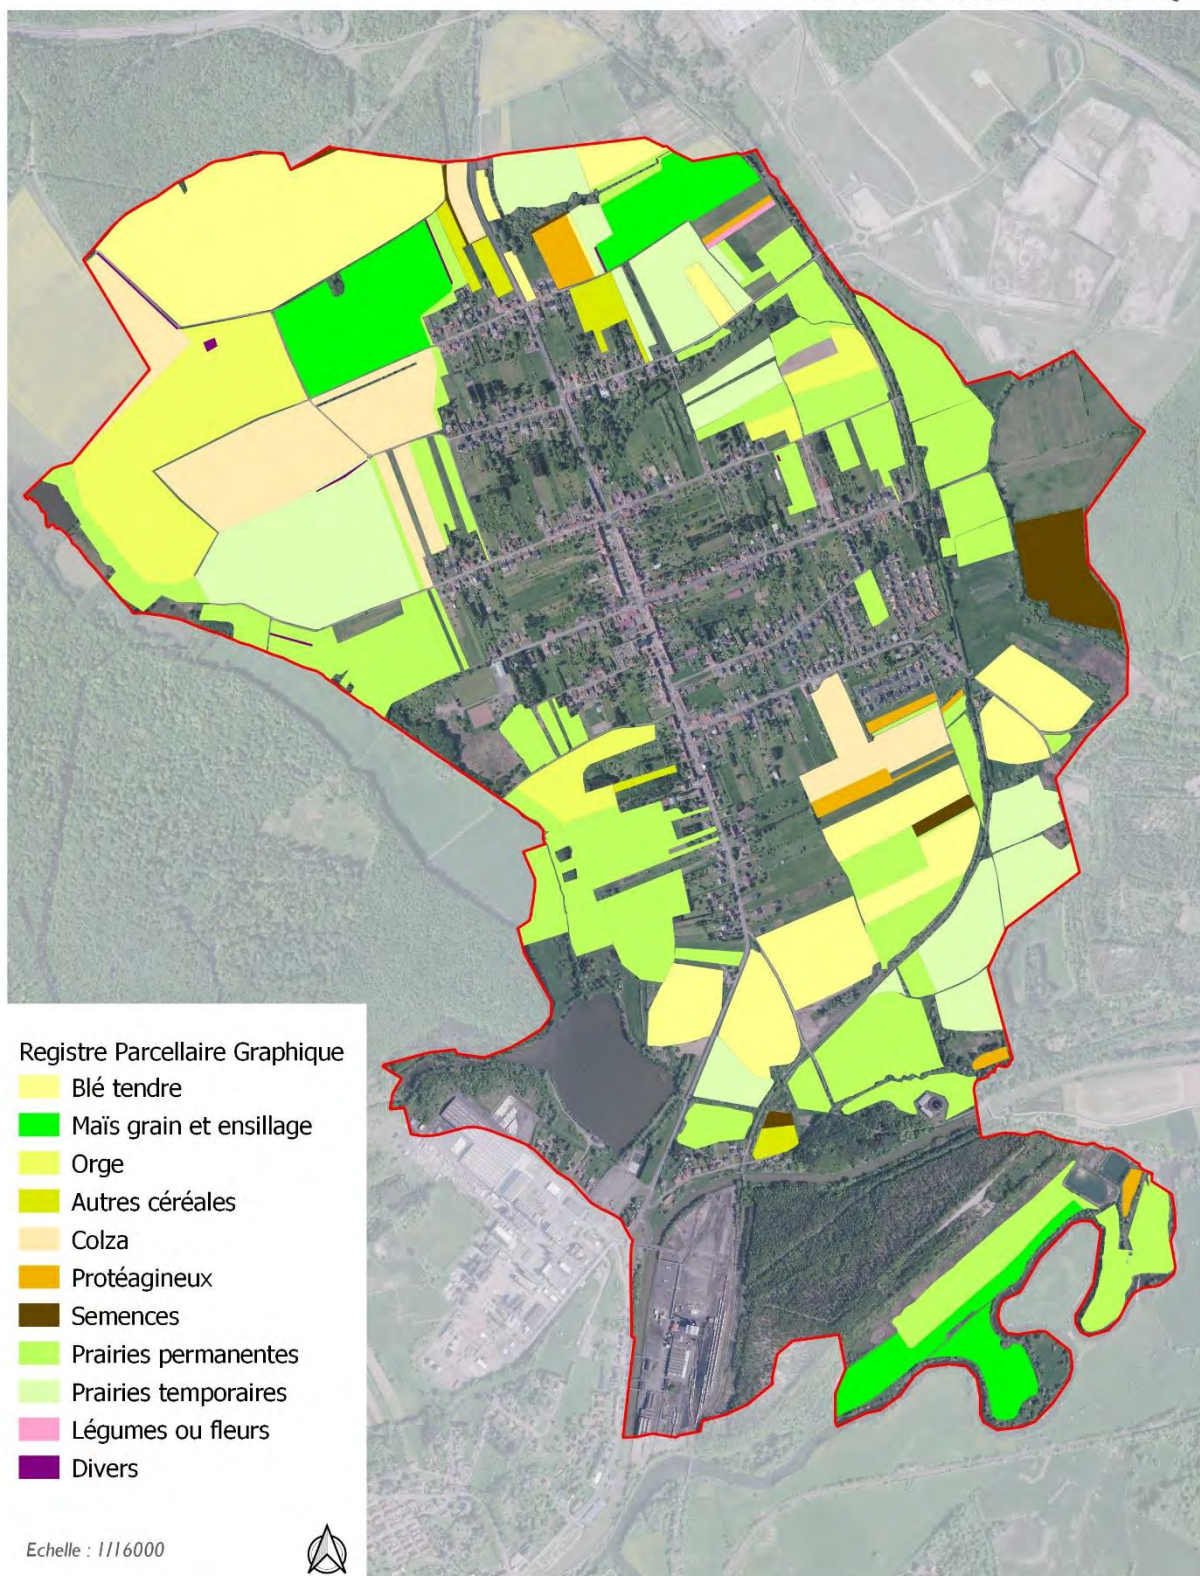 Registre Parcellaire Graphique
Blé tendre
Maïs grain et ensillage
Orge
Autres céréales
Colza
Protéagineux
Semences
Prairies permanentes
Prairies temporaires
Légumes ou fleurs
Divers
Echelle : 1/16000